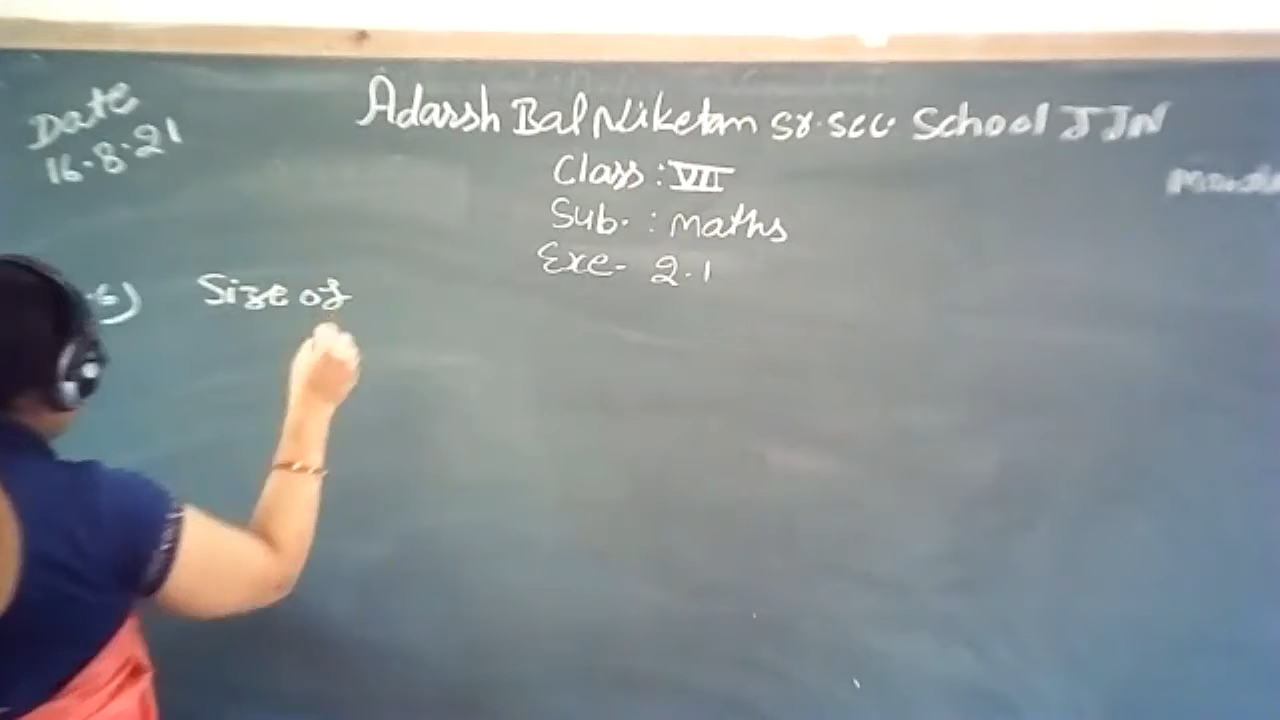 Date
16.8.21
Adarsh Bal Niketan Sr. Sec School JJN
Class : VII
Sub. : maths
Exe- 2.1
Size of